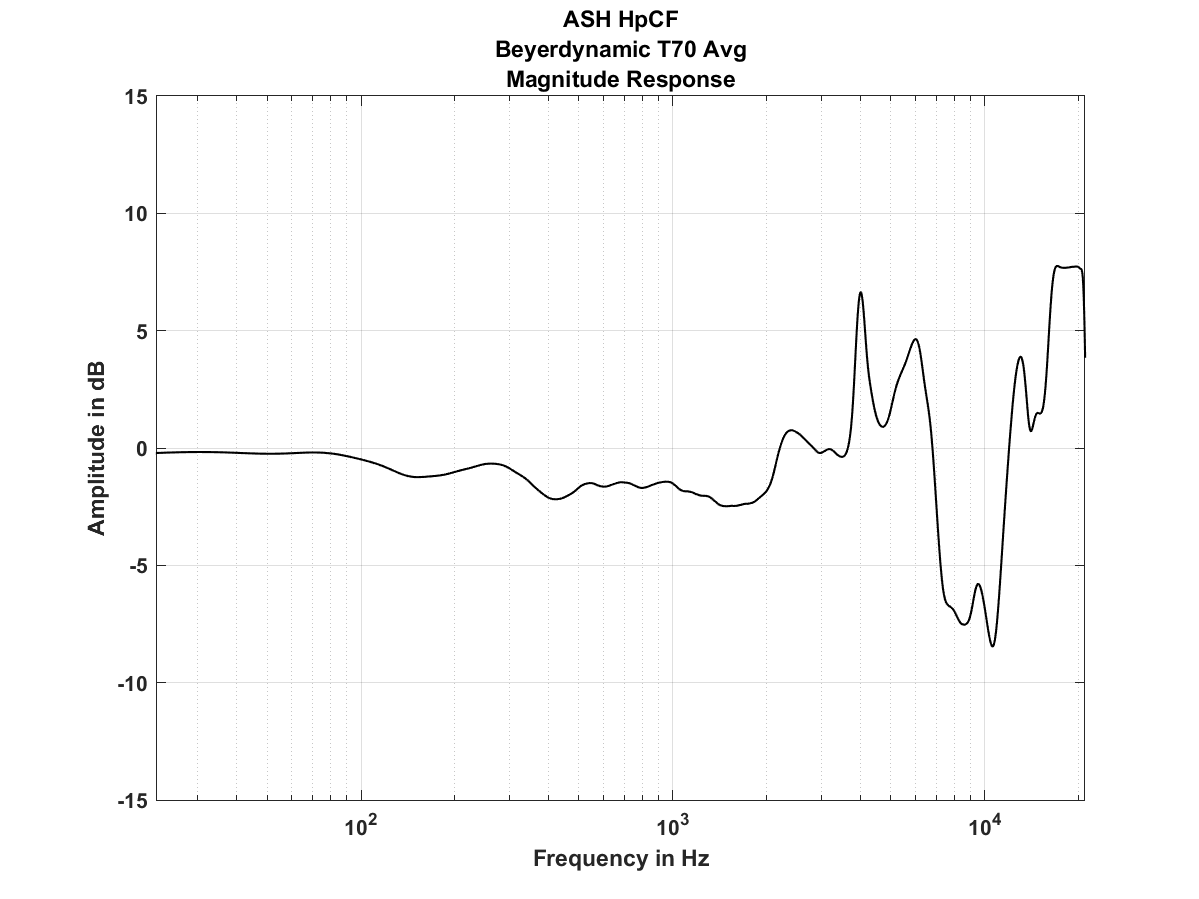 ASH HpCF
Beyerdynamic T70 Avg
Magnitude Response
15
10
5
0
-5
-10
-15
Amplitude in dB
10²
10³
10⁴
Frequency in Hz